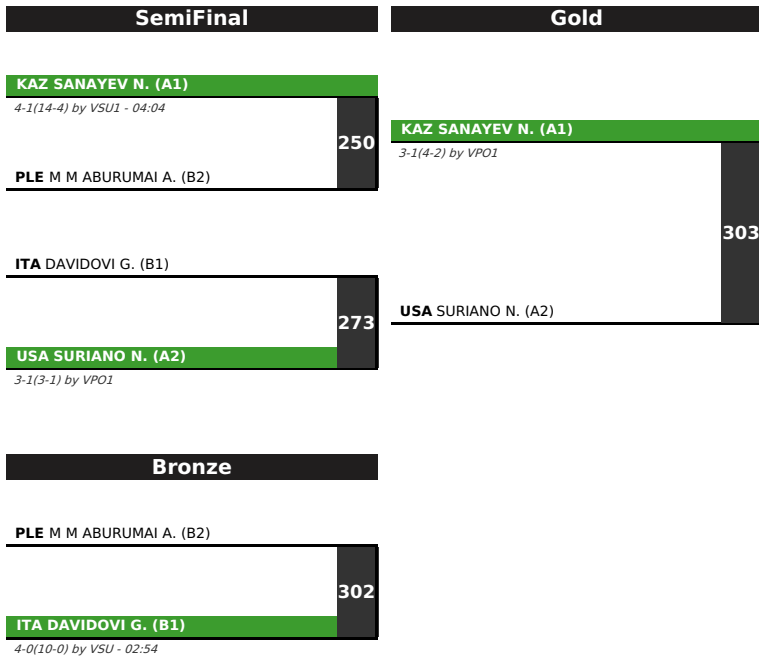 SemiFinal
KAZ SANAYEV N. (A1)
4-1(14-4) by VSU1 - 04:04
250
PLE M M ABURUMAI A. (B2)
ITA DAVIDOVI G. (B1)
273
USA SURIANO N. (A2)
3-1(3-1) by VPO1
Gold
KAZ SANAYEV N. (A1)
3-1(4-2) by VPO1
303
USA SURIANO N. (A2)
Bronze
PLE M M ABURUMAI A. (B2)
302
ITA DAVIDOVI G. (B1)
4-0(10-0) by VSU - 02:54